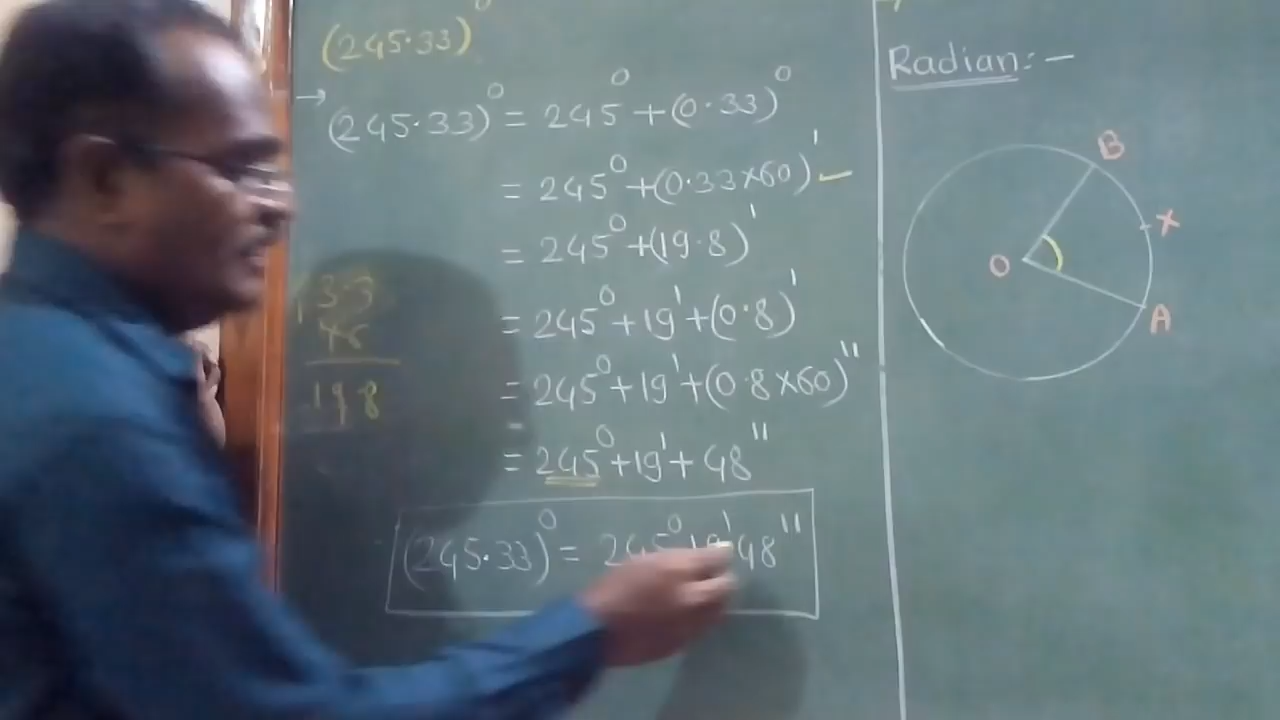 (245.33)°
→ (245.33)° = 245° + (0.33)°
= 245° + (0.33×60)'
= 245° + (19.8)'
= 245° + 19' + (0.8)'
= 245° + 19' + (0.8×60)''
= 245° + 19' + 48''
(245.33)° = 245° 19' 48''
33
198
Radian:-
B
X
O
A